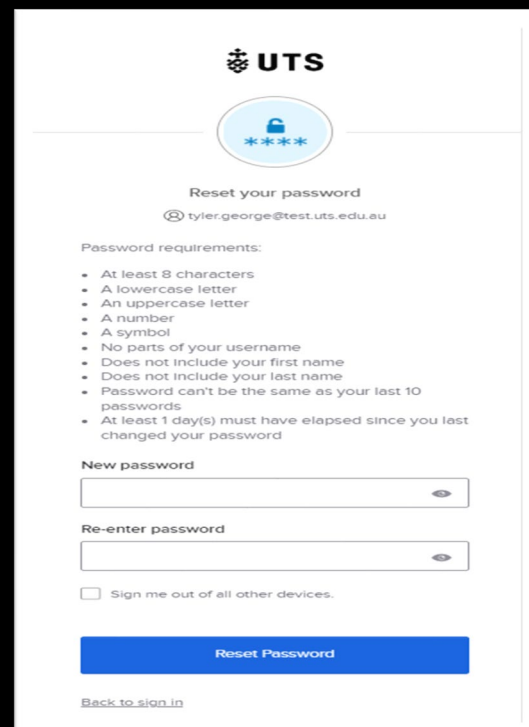 UTS
****
Reset your password
tyler.george@test.uts.edu.au
Password requirements:
• At least 8 characters
• A lowercase letter
• An uppercase letter
• A number
• A symbol
• No parts of your username
• Does not include your first name
• Does not include your last name
• Password can't be the same as your last 10
passwords
• At least 1 day(s) must have elapsed since you last
changed your password
New password
Re-enter password
Sign me out of all other devices.
Reset Password
Back to sign in